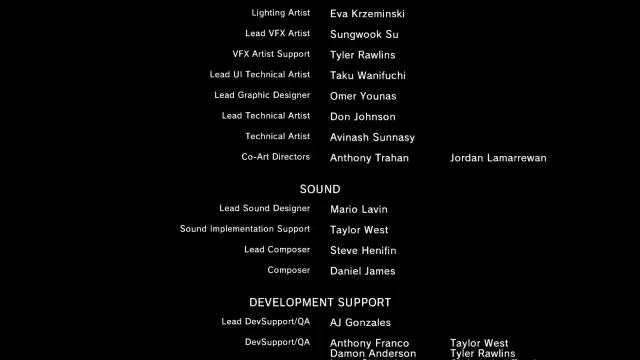 Lighting Artist Eva Krzeminski
Lead VFX Artist Sungwook Su
VFX Artist Support Tyler Rawlins
Lead UI Technical Artist Taku Wanifuchi
Lead Graphic Designer Omer Younas
Lead Technical Artist Don Johnson
Technical Artist Avinash Sunnasy
Co-Art Directors Anthony Trahan Jordan Lamarrewan
SOUND
Lead Sound Designer Mario Lavin
Sound Implementation Support Taylor West
Lead Composer Steve Henifin
Composer Daniel James
DEVELOPMENT SUPPORT
Lead DevSupport/QA AJ Gonzales
DevSupport/QA Anthony Franco Taylor West
Damon Anderson Tyler Rawlins